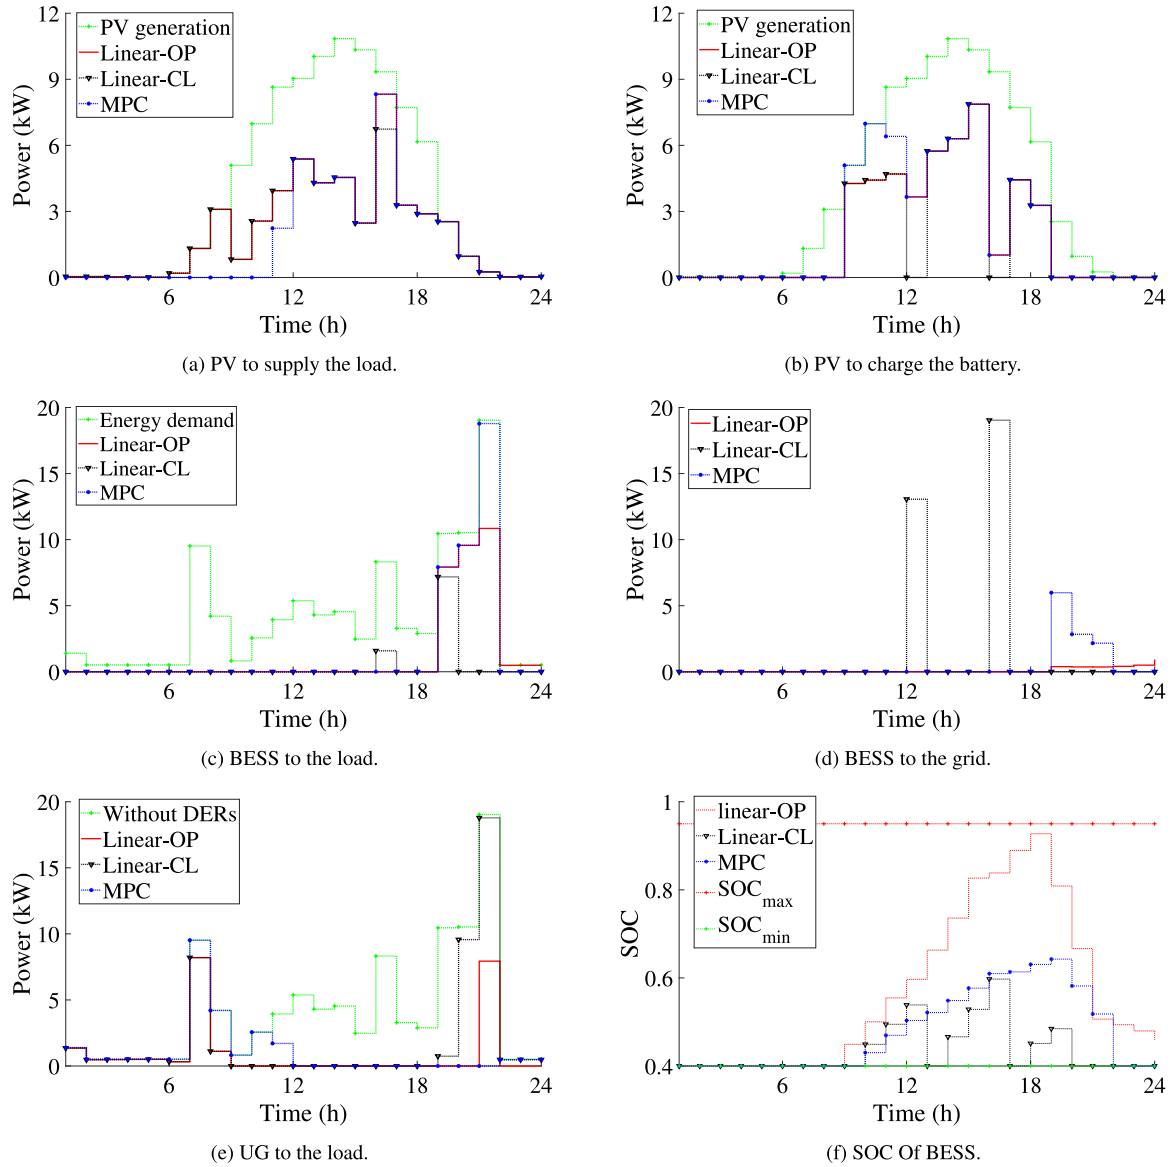 PV generation
Linear-OP
Linear-CL
MPC
Power (kW)
12
9
6
3
0
6
12
18
24
Time (h)
(a) PV to supply the load.
PV generation
Linear-OP
Linear-CL
MPC
Power (kW)
12
9
6
3
0
6
12
18
24
Time (h)
(b) PV to charge the battery.
Energy demand
Linear-OP
Linear-CL
MPC
Power (kW)
20
15
10
5
0
6
12
18
24
Time (h)
(c) BESS to the load.
Linear-OP
Linear-CL
MPC
Power (kW)
20
15
10
5
0
6
12
18
24
Time (h)
(d) BESS to the grid.
Without DERs
Linear-OP
Linear-CL
MPC
Power (kW)
20
15
10
5
0
6
12
18
24
Time (h)
(e) UG to the load.
linear-OP
Linear-CL
MPC
SOCmax
SOCmin
SOC
1
0.8
0.6
0.4
6
12
18
24
Time (h)
(f) SOC Of BESS.